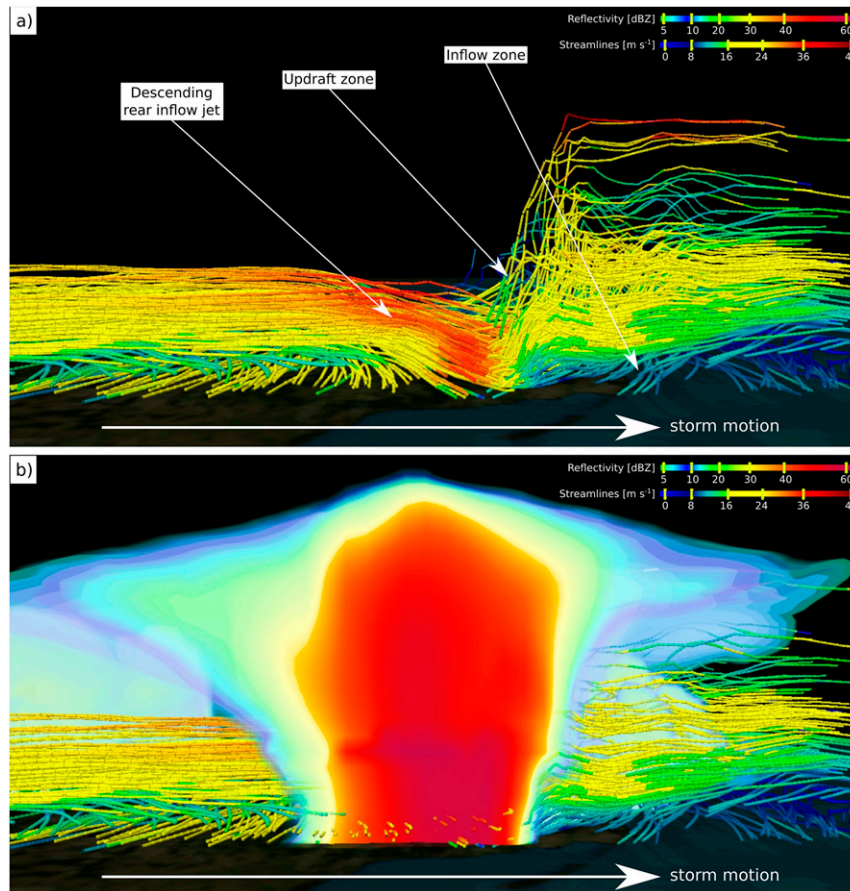 a)
Reflectivity [dBZ]
5 10 20 30 40 60
Streamlines [m s⁻¹]
0 8 16 24 36 4
Inflow zone
Updraft zone
Descending
rear inflow jet
storm motion
b)
Reflectivity [dBZ]
5 10 20 30 40 60
Streamlines [m s⁻¹]
0 8 16 24 36 4
storm motion